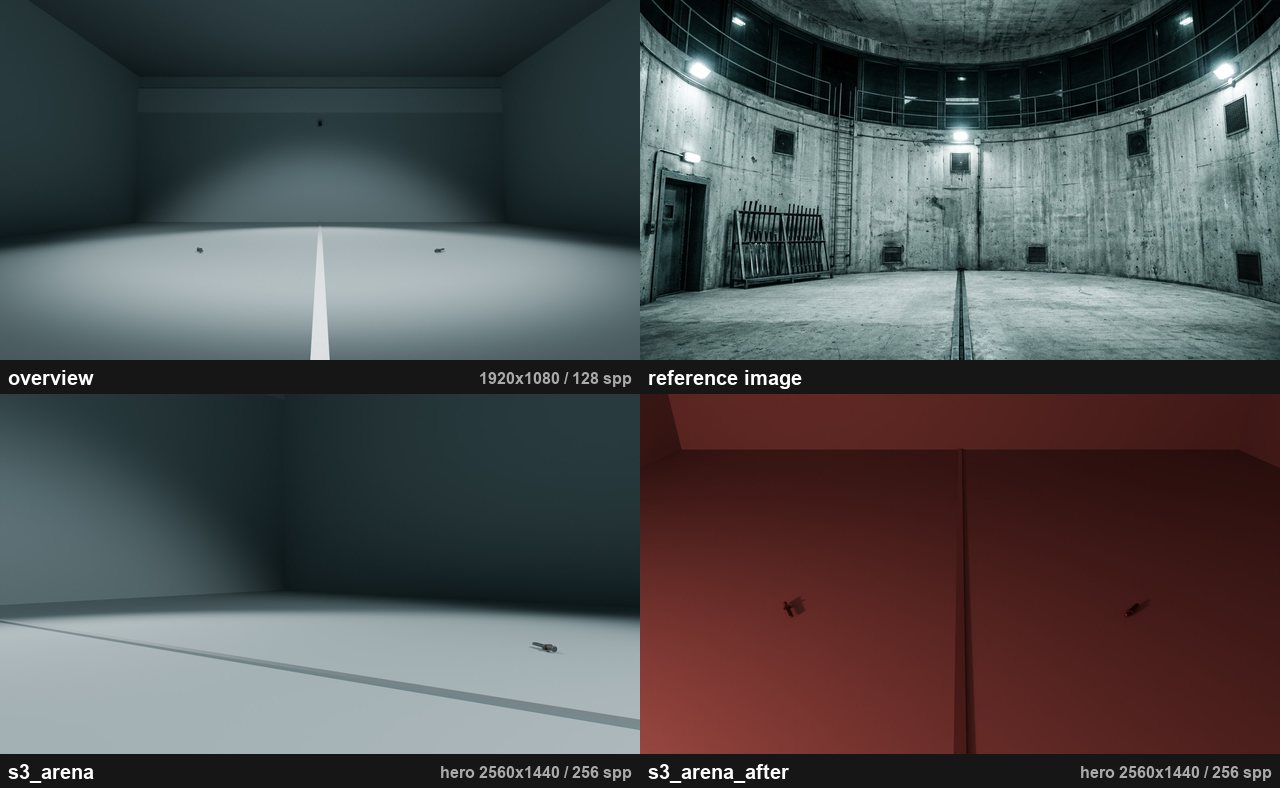 overview 1920x1080 / 128 spp
reference image
s3_arena hero 2560x1440 / 256 spp
s3_arena_after hero 2560x1440 / 256 spp